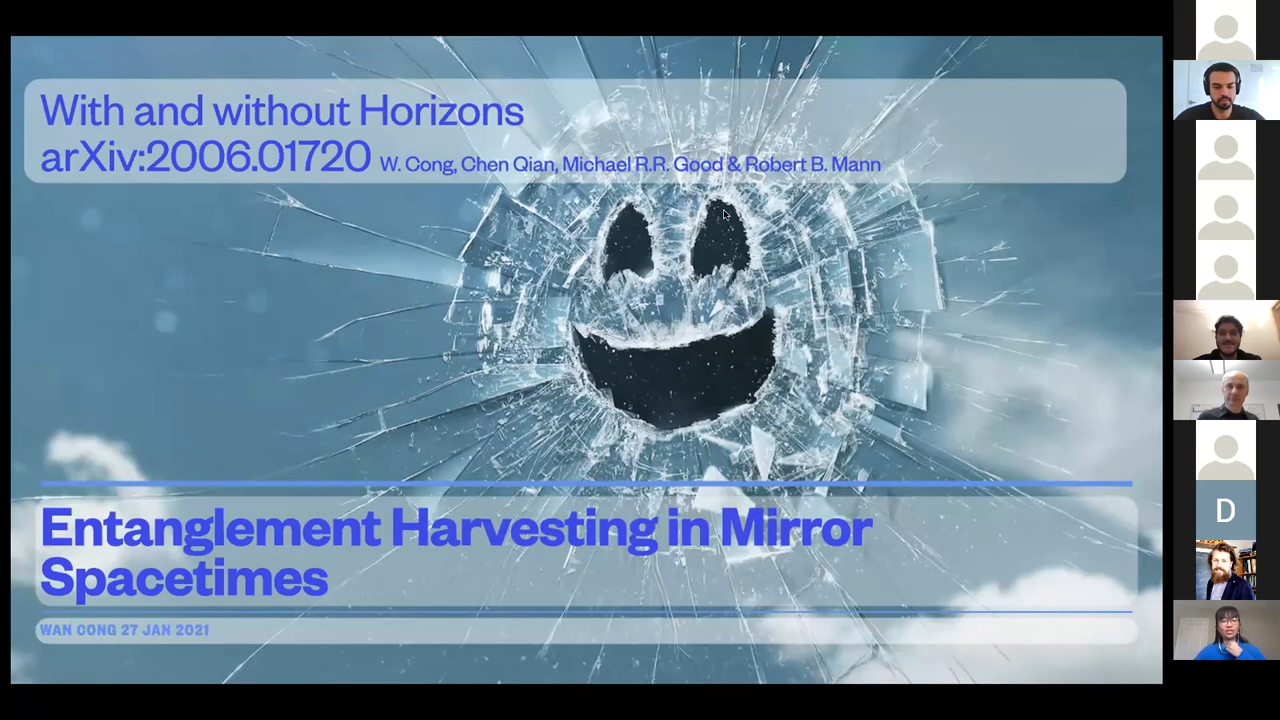 With and without Horizons
arXiv:2006.01720 W. Cong, Chen Qian, Michael R.R. Good & Robert B. Mann
Entanglement Harvesting in Mirror
Spacetimes
WAN CONG 27 JAN 2021
D